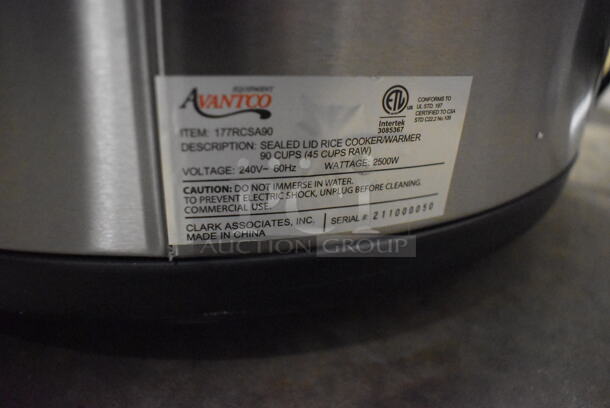 AVANTCO
EQUIPMENT
ETL
US
Intertek
3085367
CONFORMS TO
UL STD. 197
CERTIFIED TO CSA
STD C22.2 No.109
ITEM: 177RCSA90
DESCRIPTION: SEALED LID RICE COOKER/WARMER
90 CUPS (45 CUPS RAW)
VOLTAGE: 240V~ 60Hz WATTAGE: 2500W
CAUTION: DO NOT IMMERSE IN WATER.
TO PREVENT ELECTRIC SHOCK, UNPLUG BEFORE CLEANING.
COMMERCIAL USE.
CLARK ASSOCIATES, INC. SERIAL # 211000050
MADE IN CHINA
AUCTION GROUP